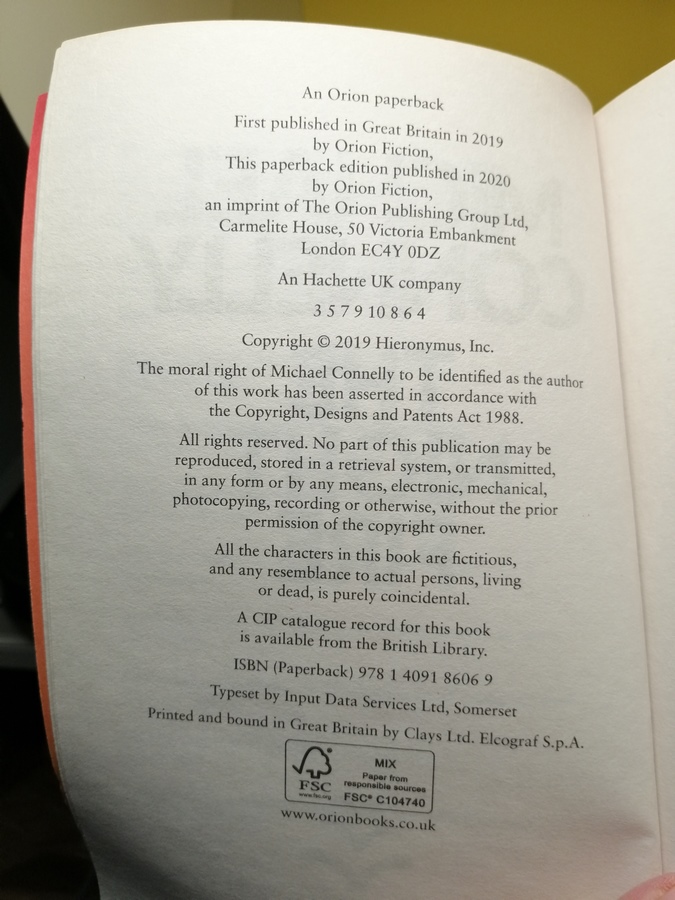 An Orion paperback
First published in Great Britain in 2019
by Orion Fiction,
This paperback edition published in 2020
by Orion Fiction,
an imprint of The Orion Publishing Group Ltd,
Carmelite House, 50 Victoria Embankment
London EC4Y 0DZ
An Hachette UK company
3 5 7 9 10 8 6 4
Copyright © 2019 Hieronymus, Inc.
The moral right of Michael Connelly to be identified as the author
of this work has been asserted in accordance with
the Copyright, Designs and Patents Act 1988.
All rights reserved. No part of this publication may be
reproduced, stored in a retrieval system, or transmitted,
in any form or by any means, electronic, mechanical,
photocopying, recording or otherwise, without the prior
permission of the copyright owner.
All the characters in this book are fictitious,
and any resemblance to actual persons, living
or dead, is purely coincidental.
A CIP catalogue record for this book
is available from the British Library.
ISBN (Paperback) 978 1 4091 8606 9
Typeset by Input Data Services Ltd, Somerset
Printed and bound in Great Britain by Clays Ltd. Elcograf S.p.A.
FSC
www.fsc.org
MIX
Paper from
responsible sources
FSC® C104740
www.orionbooks.co.uk